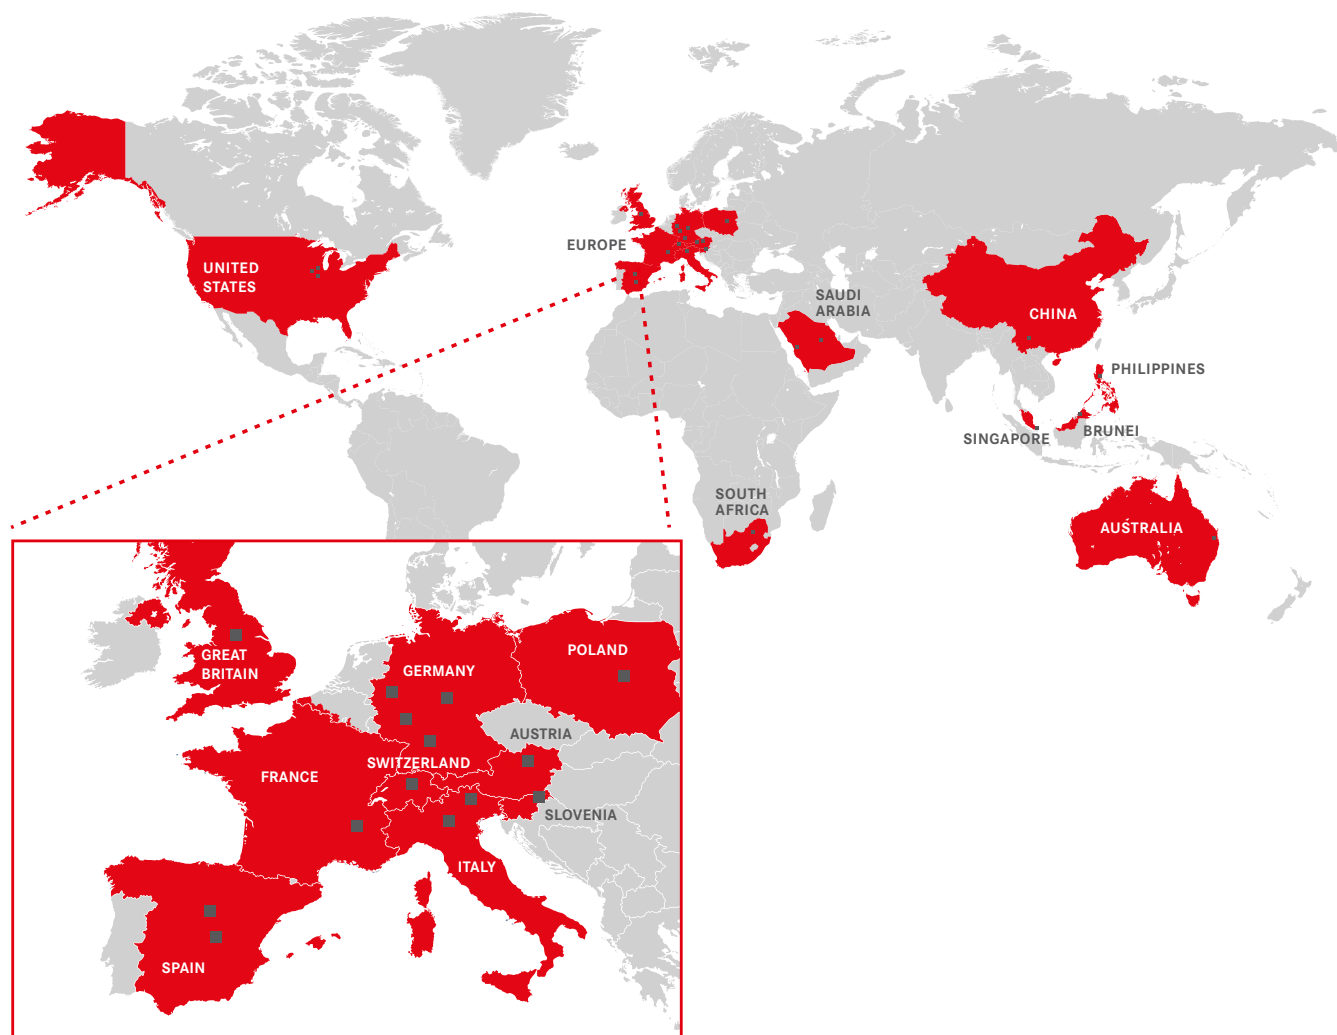 EUROPE
UNITED
STATES
SAUDI
ARABIA
CHINA
PHILIPPINES
SINGAPORE
BRUNEI
SOUTH
AFRICA
AUSTRALIA
GREAT
BRITAIN
GERMANY
POLAND
AUSTRIA
SWITZERLAND
FRANCE
SLOVENIA
ITALY
SPAIN